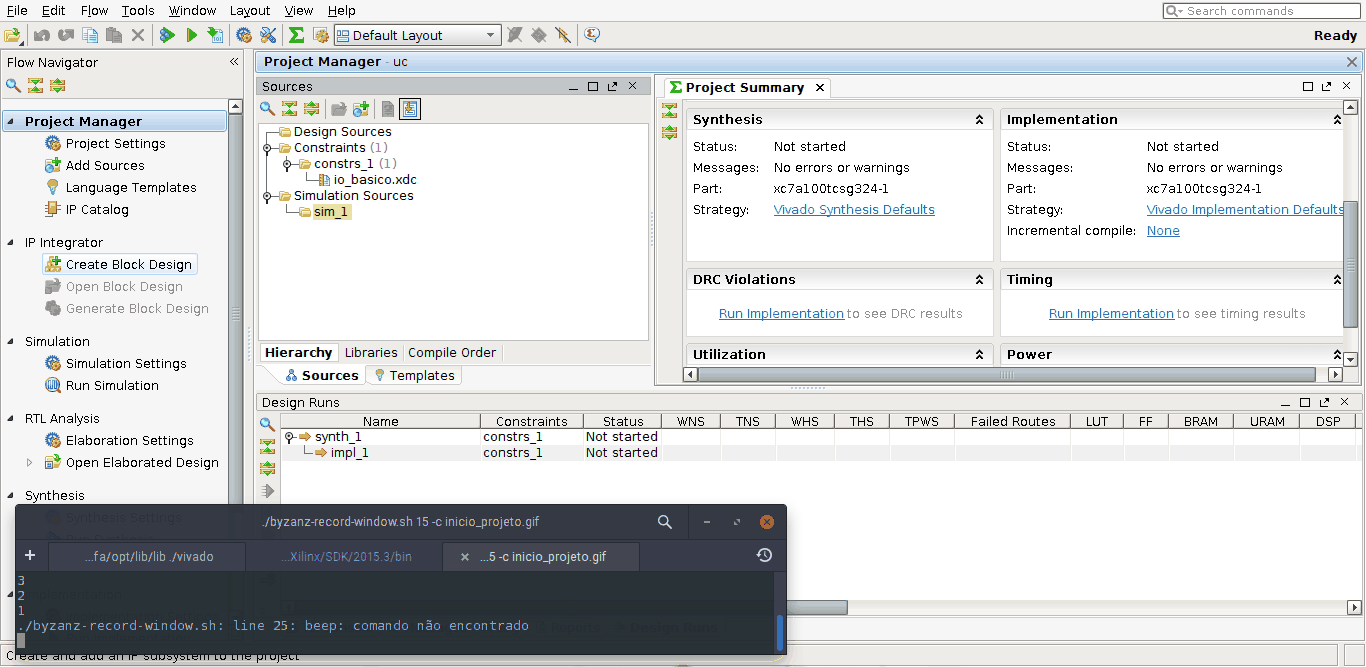 File Edit Flow Tools Window Layout View Help
Search commands
Default Layout
Ready
Flow Navigator
Project Manager
Project Settings
Add Sources
Language Templates
IP Catalog
IP Integrator
Create Block Design
Open Block Design
Generate Block Design
Simulation
Simulation Settings
Run Simulation
RTL Analysis
Elaboration Settings
Open Elaborated Design
Synthesis
Synthesis Settings
Project Manager - uc
Sources
Design Sources
Constraints (1)
constrs_1 (1)
io_basico.xdc
Simulation Sources
sim_1
Hierarchy Libraries Compile Order
Sources Templates
Project Summary
Synthesis
Status: Not started
Messages: No errors or warnings
Part: xc7a100tcsg324-1
Strategy: Vivado Synthesis Defaults
Implementation
Status: Not started
Messages: No errors or warnings
Part: xc7a100tcsg324-1
Strategy: Vivado Implementation Defaults
Incremental compile: None
DRC Violations
Run Implementation to see DRC results
Timing
Run Implementation to see timing results
Utilization
Power
Design Runs
Name Constraints Status WNS TNS WHS THS TPWS Failed Routes LUT FF BRAM URAM DSP
synth_1 constrs_1 Not started
impl_1 constrs_1 Not started
./byzanz-record-window.sh 15 -c inicio_projeto.gif
...fa/opt/lib/lib ./vivado ...Xilinx/SDK/2015.3/bin ...5 -c inicio_projeto.gif
3
2
1
./byzanz-record-window.sh: line 25: beep: comando não encontrado
Reports Design Runs
Create and add an IP subsystem to the project